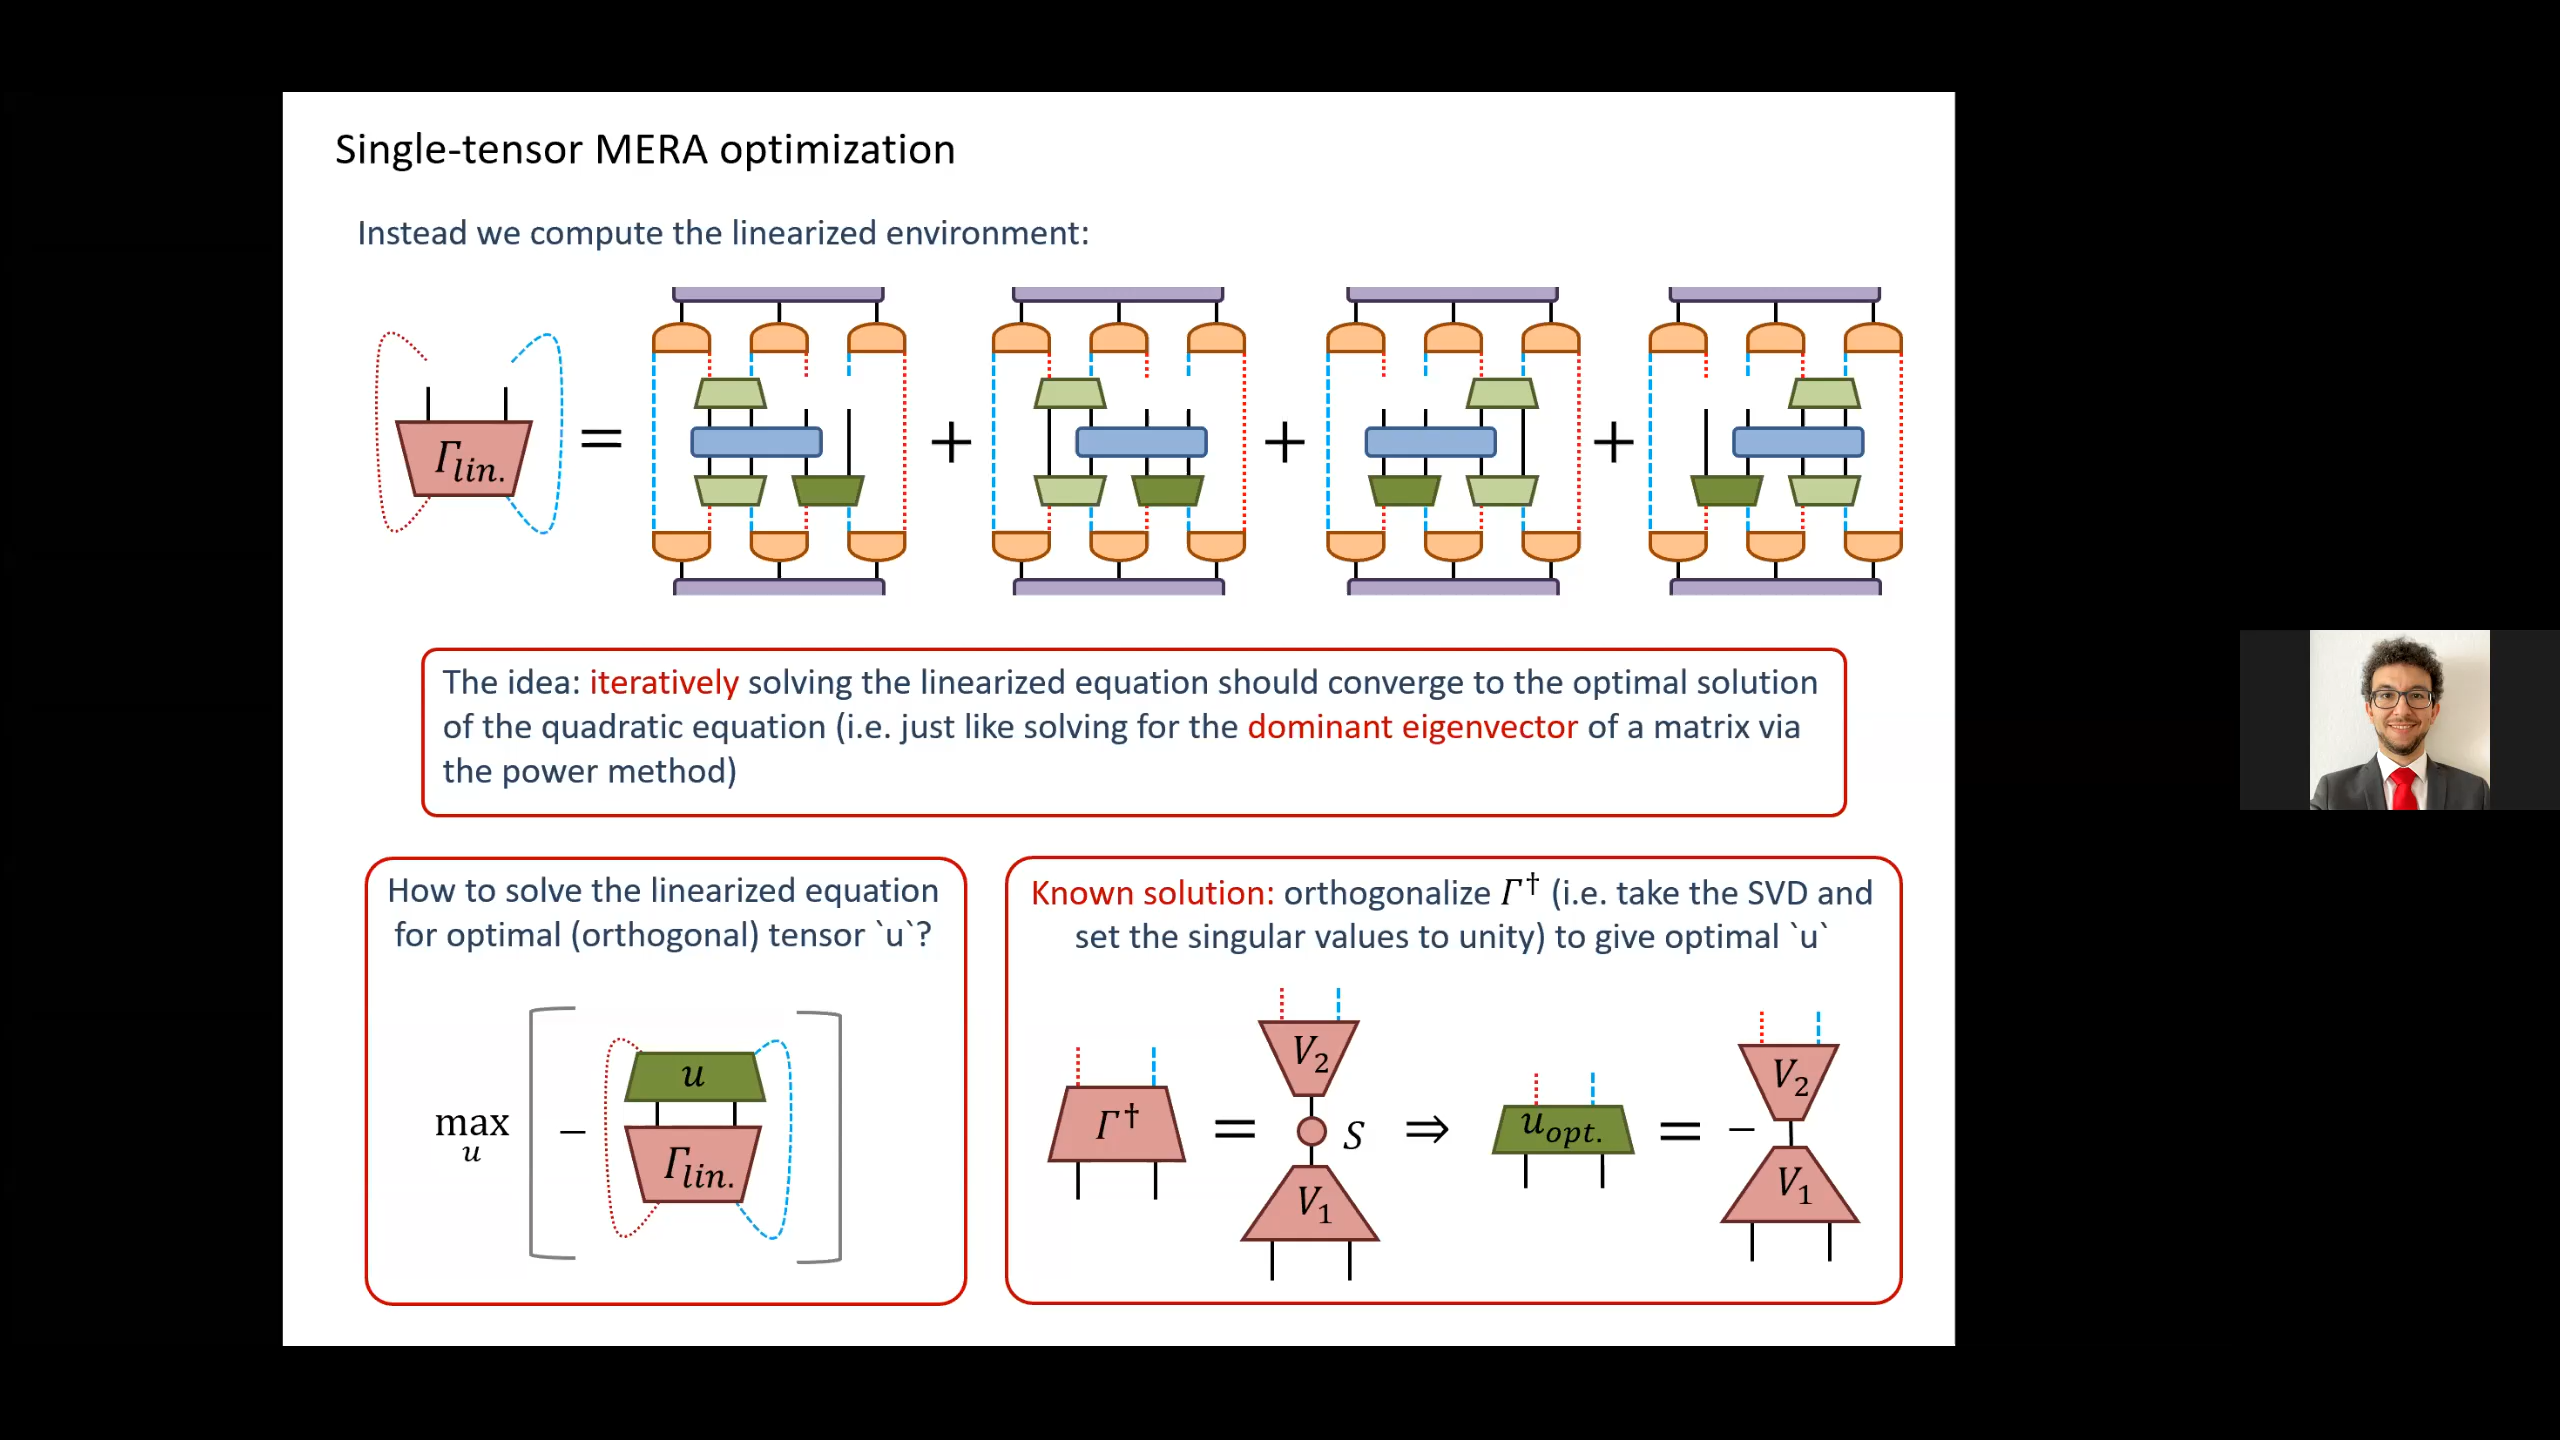 Single-tensor MERA optimization
Instead we compute the linearized environment:
Γlin. = + + +
The idea: iteratively solving the linearized equation should converge to the optimal solution
of the quadratic equation (i.e. just like solving for the dominant eigenvector of a matrix via
the power method)
How to solve the linearized equation
for optimal (orthogonal) tensor `u`?
max
u
−
u
Γlin.
Known solution: orthogonalize Γ† (i.e. take the SVD and
set the singular values to unity) to give optimal `u`
Γ† = V2 S V1 ⇒ uopt. = − V2 V1